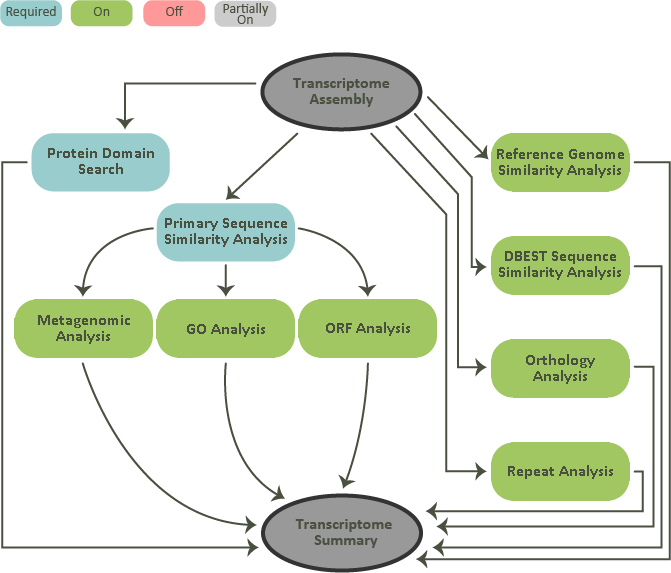 Required
On
Off
Partially
On
Transcriptome
Assembly
Protein Domain
Search
Reference Genome
Similarity Analysis
Primary Sequence
Similarity Analysis
DBEST Sequence
Similarity Analysis
Metagenomic
Analysis
GO Analysis
ORF Analysis
Orthology
Analysis
Repeat Analysis
Transcriptome
Summary